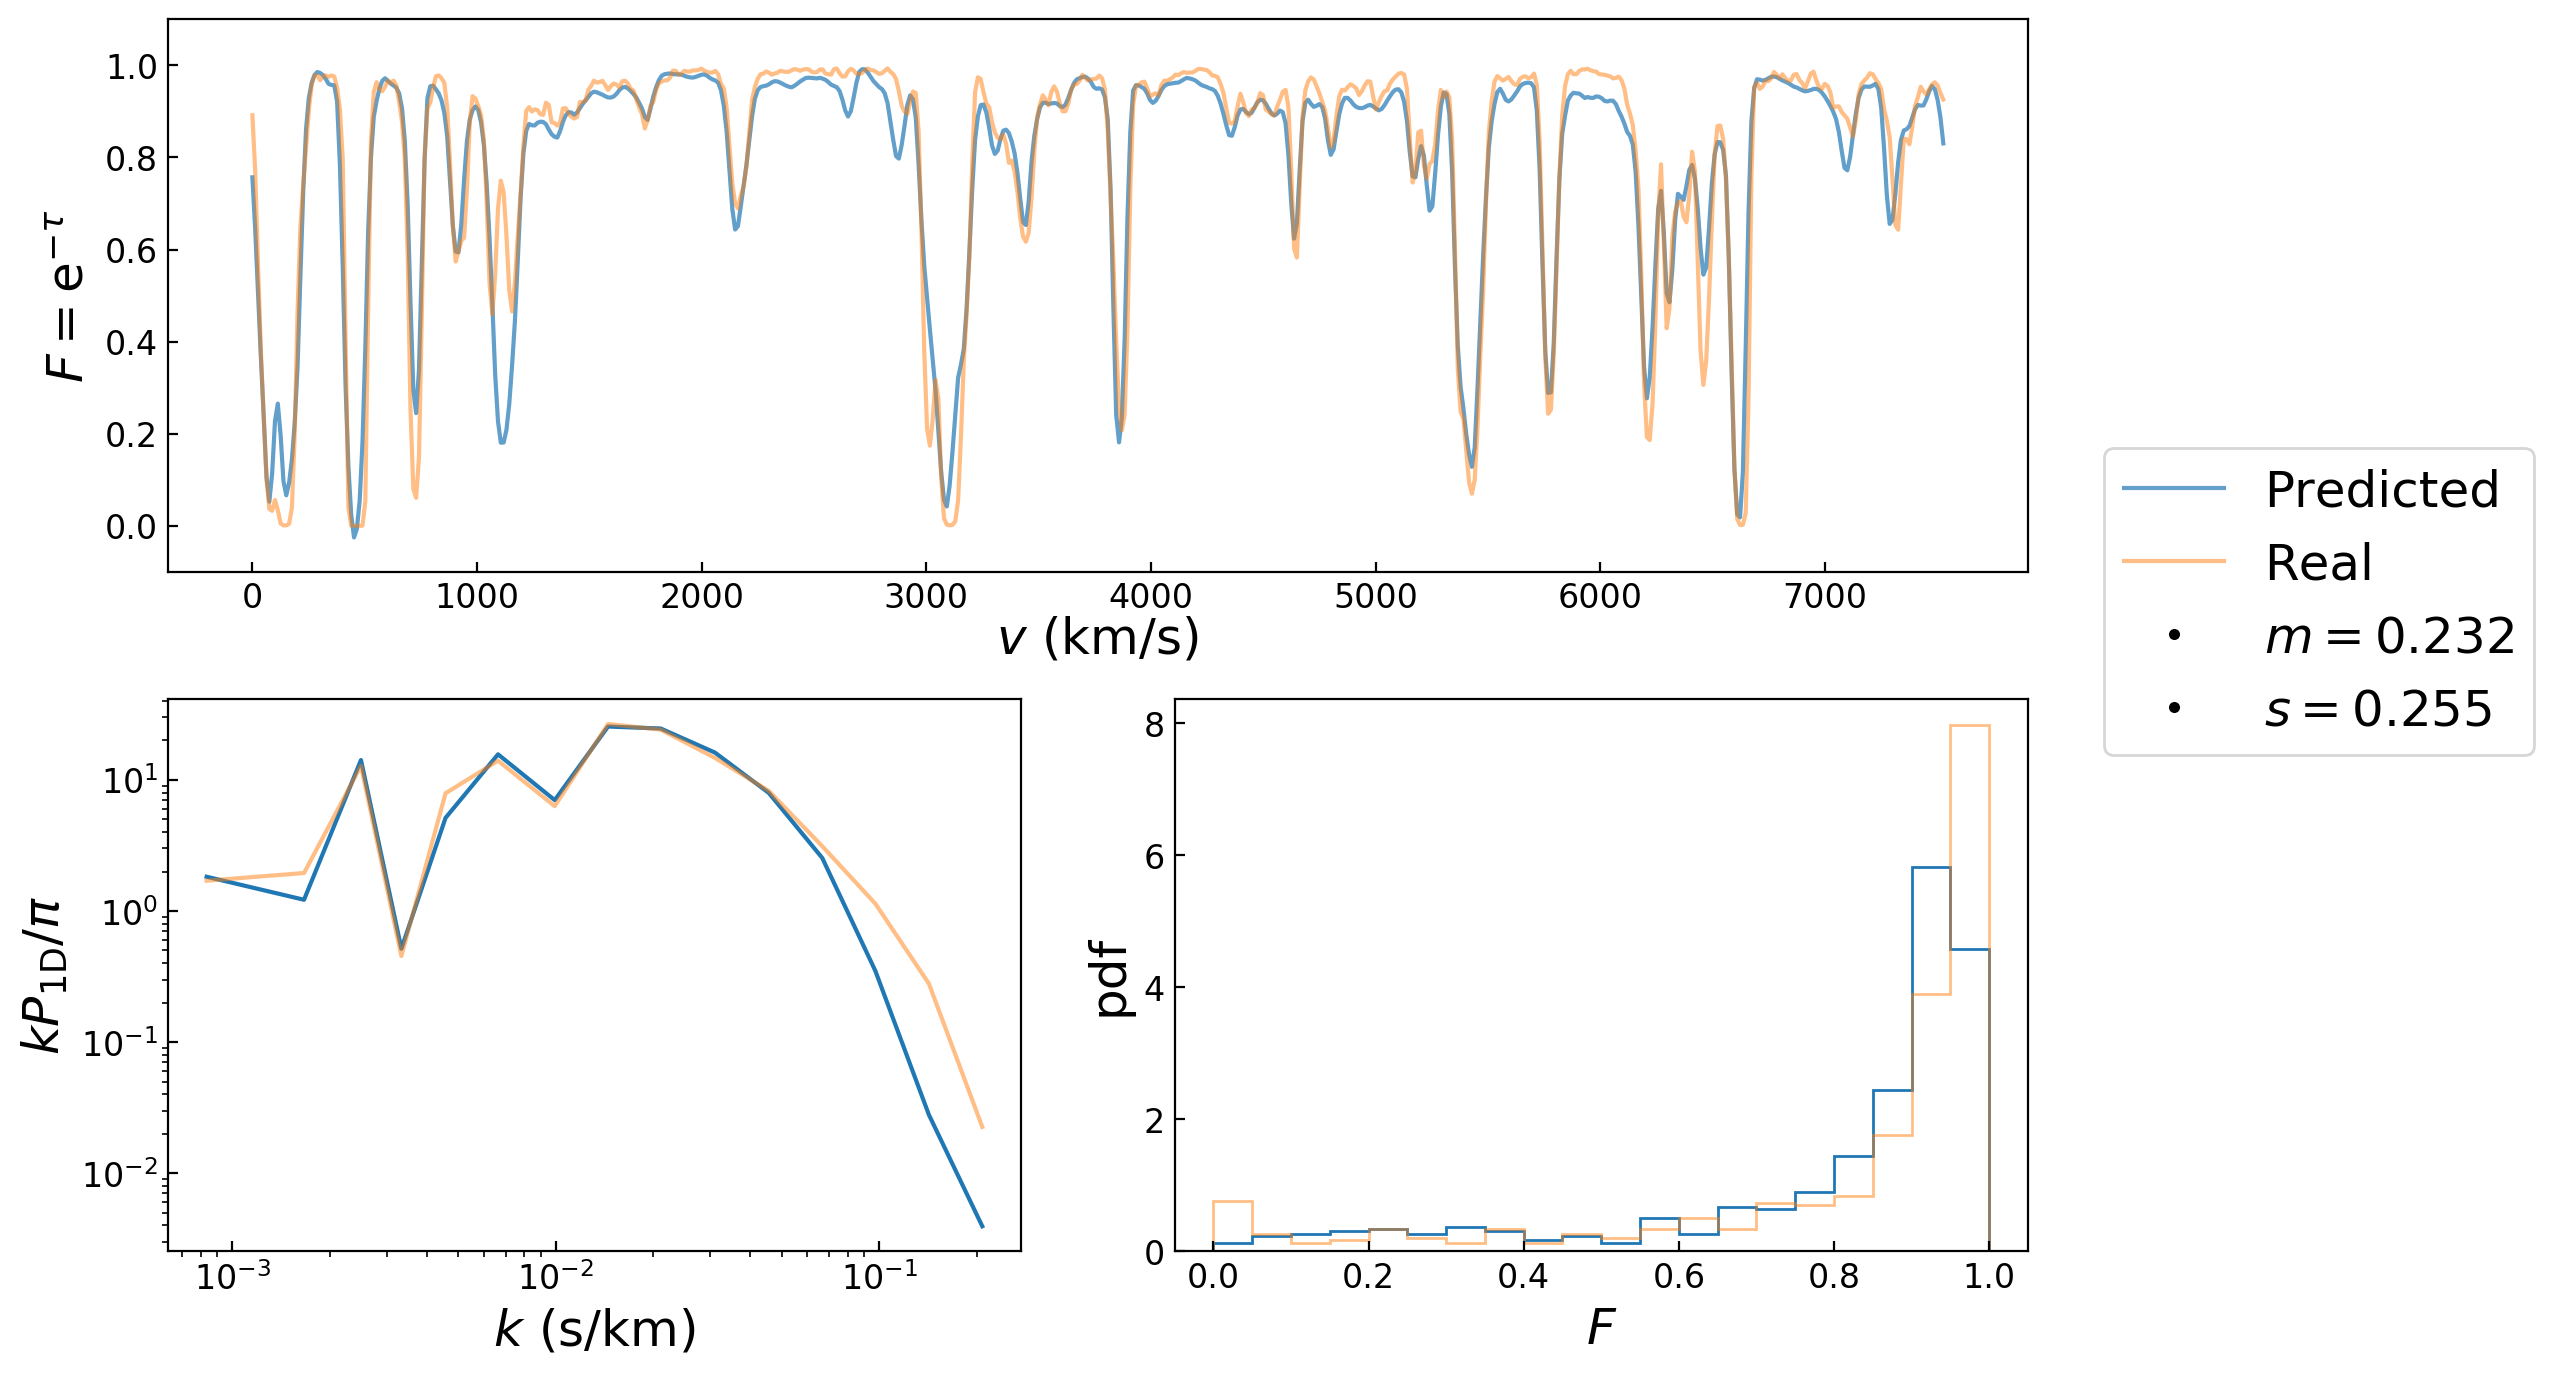 F = e^{-τ}
1.0
0.8
0.6
0.4
0.2
0.0
0 1000 2000 3000 4000 5000 6000 7000
v (km/s)
Predicted
Real
m = 0.232
s = 0.255
kP_{1D}/π
10^1
10^0
10^{-1}
10^{-2}
10^{-3} 10^{-2} 10^{-1}
k (s/km)
pdf
8
6
4
2
0
0.0 0.2 0.4 0.6 0.8 1.0
F